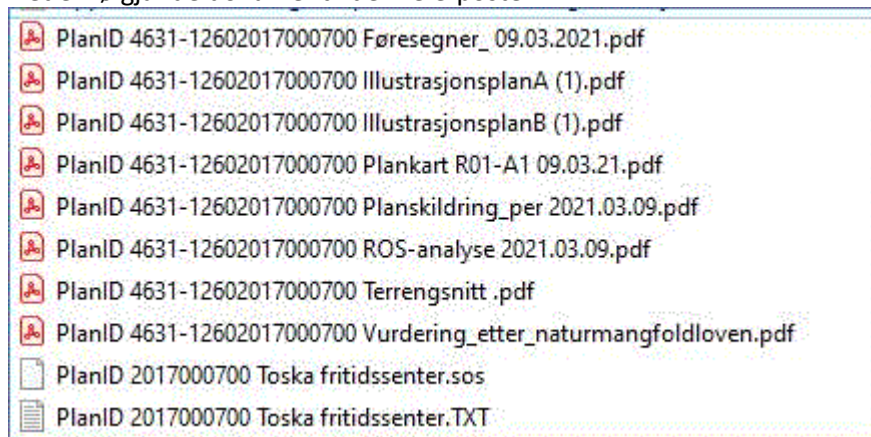 PlanID 4631-12602017000700 Føresegner_ 09.03.2021.pdf
PlanID 4631-12602017000700 IllustrasjonsplanA (1).pdf
PlanID 4631-12602017000700 IllustrasjonsplanB (1).pdf
PlanID 4631-12602017000700 Plankart R01-A1 09.03.21.pdf
PlanID 4631-12602017000700 Planskildring_per 2021.03.09.pdf
PlanID 4631-12602017000700 ROS-analyse 2021.03.09.pdf
PlanID 4631-12602017000700 Terrengsnitt .pdf
PlanID 4631-12602017000700 Vurdering_etter_naturmangfoldloven.pdf
PlanID 2017000700 Toska fritidssenter.sos
PlanID 2017000700 Toska fritidssenter.TXT